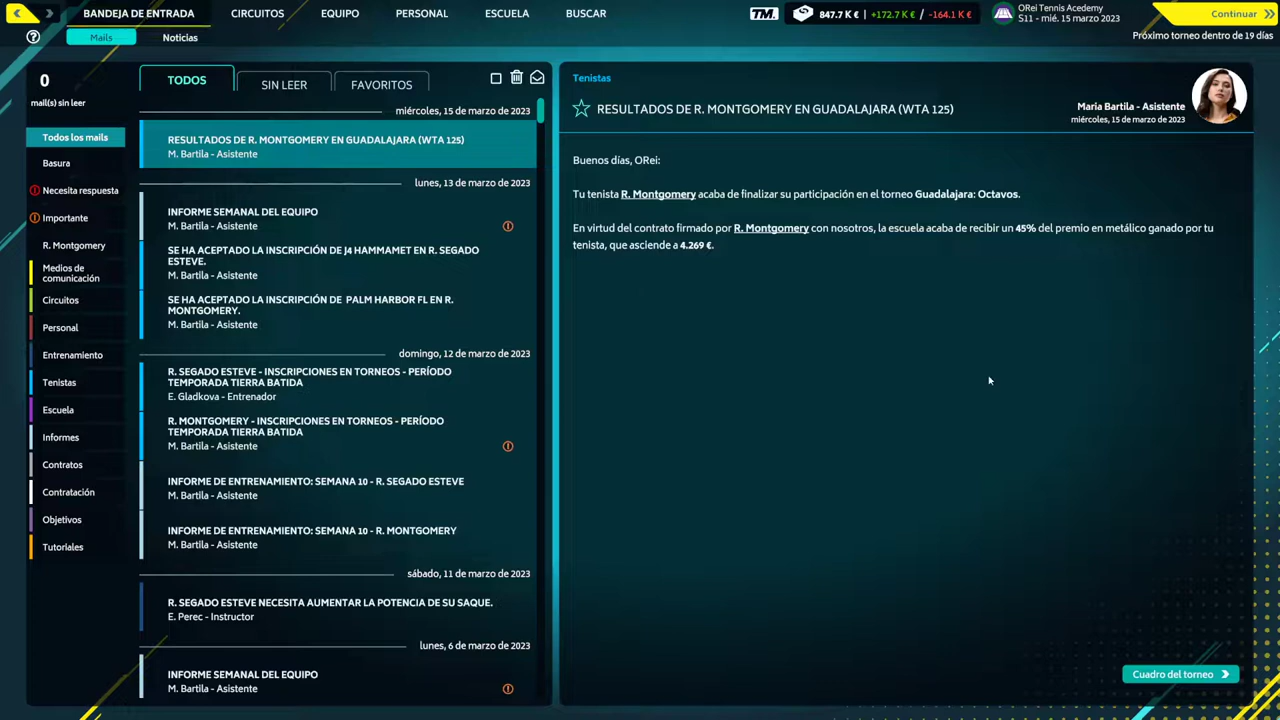 BANDEJA DE ENTRADA
CIRCUITOS
EQUIPO
PERSONAL
ESCUELA
BUSCAR
TM.
847.7 K € / +172.7 K € / -164.1 K €
ORei Tennis Acedemy
S11 - mié. 15 marzo 2023
Continuar
Próximo torneo dentro de 19 días
Mails
Noticias
0
mail(s) sin leer
Todos los mails
Basura
Necesita respuesta
Importante
R. Montgomery
Medios de
comunicación
Circuitos
Personal
Entrenamiento
Tenistas
Escuela
Informes
Contratos
Contratación
Objetivos
Tutoriales
TODOS
SIN LEER
FAVORITOS
miércoles, 15 de marzo de 2023
RESULTADOS DE R. MONTGOMERY EN GUADALAJARA (WTA 125)
M. Bartila - Asistente
lunes, 13 de marzo de 2023
INFORME SEMANAL DEL EQUIPO
M. Bartila - Asistente
SE HA ACEPTADO LA INSCRIPCIÓN DE J4 HAMMAMET EN R. SEGADO
ESTEVE.
M. Bartila - Asistente
SE HA ACEPTADO LA INSCRIPCIÓN DE PALM HARBOR FL EN R.
MONTGOMERY.
M. Bartila - Asistente
domingo, 12 de marzo de 2023
R. SEGADO ESTEVE - INSCRIPCIONES EN TORNEOS - PERÍODO
TEMPORADA TIERRA BATIDA
E. Gladkova - Entrenador
R. MONTGOMERY - INSCRIPCIONES EN TORNEOS - PERÍODO
TEMPORADA TIERRA BATIDA
M. Bartila - Asistente
INFORME DE ENTRENAMIENTO: SEMANA 10 - R. SEGADO ESTEVE
M. Bartila - Asistente
INFORME DE ENTRENAMIENTO: SEMANA 10 - R. MONTGOMERY
M. Bartila - Asistente
sábado, 11 de marzo de 2023
R. SEGADO ESTEVE NECESITA AUMENTAR LA POTENCIA DE SU SAQUE.
E. Perec - Instructor
lunes, 6 de marzo de 2023
INFORME SEMANAL DEL EQUIPO
M. Bartila - Asistente
Tenistas
RESULTADOS DE R. MONTGOMERY EN GUADALAJARA (WTA 125)
Maria Bartila - Asistente
miércoles, 15 de marzo de 2023
Buenos días, ORei:
Tu tenista R. Montgomery acaba de finalizar su participación en el torneo Guadalajara: Octavos.
En virtud del contrato firmado por R. Montgomery con nosotros, la escuela acaba de recibir un 45% del premio en metálico ganado por tu
tenista, que asciende a 4.269 €.
Cuadro del torneo